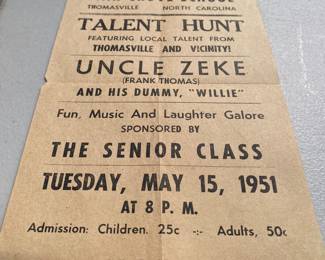 SCHOOL
THOMASVILLE NORTH CAROLINA
TALENT HUNT
FEATURING LOCAL TALENT FROM
THOMASVILLE AND VICINITY!
UNCLE ZEKE
(FRANK THOMAS)
AND HIS DUMMY, "WILLIE"
Fun, Music And Laughter Galore
SPONSORED BY
THE SENIOR CLASS
TUESDAY, MAY 15, 1951
AT 8 P. M.
Admission: Children, 25c -:- Adults, 50c